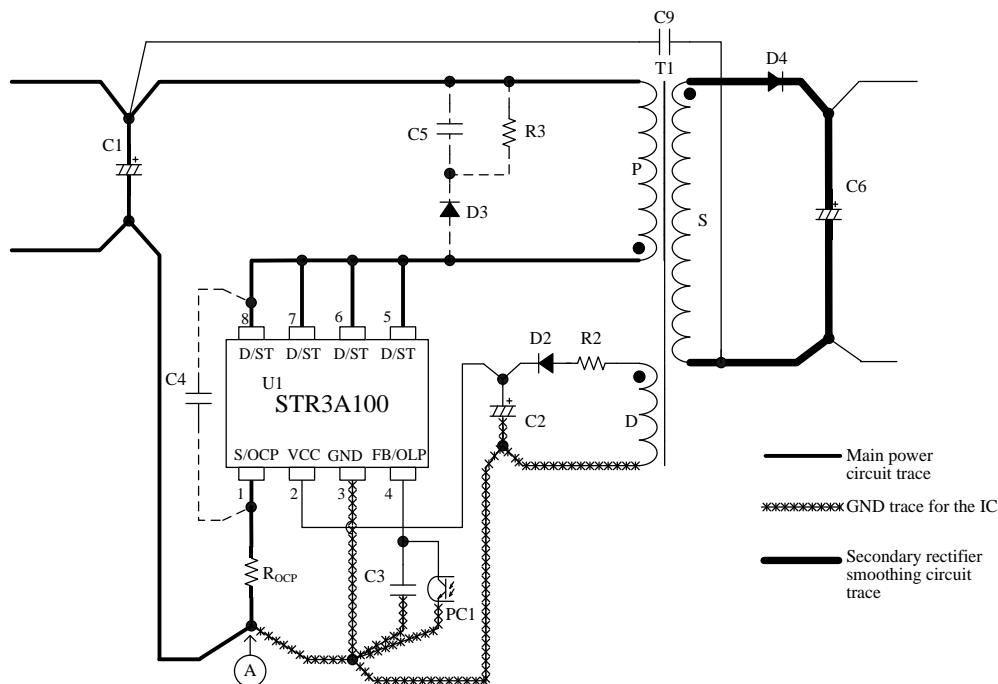 C9
T1
D4
C1
C5
R3
P
S
C6
D3
8
7
6
5
D/ST
D/ST
D/ST
D/ST
D2
R2
C4
U1
STR3A100
C2
D
S/OCP
VCC
GND
FB/OLP
1
2
3
4
Main power
circuit trace
GND trace for the IC
Secondary rectifier
smoothing circuit
trace
ROCP
C3
PC1
A